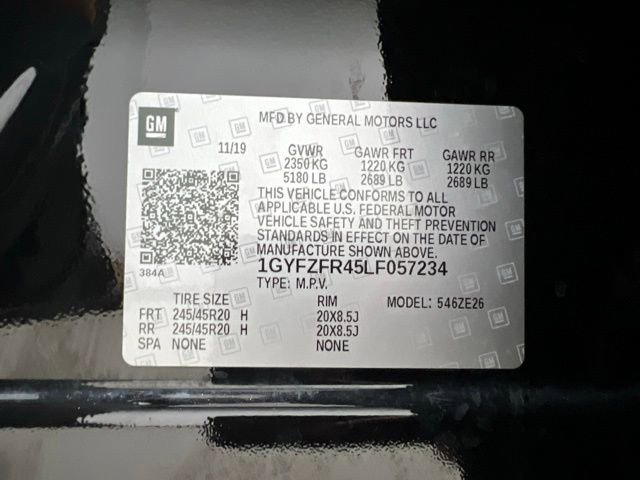 GM
MFD BY GENERAL MOTORS LLC
11/19 GVWR GAWR FRT GAWR RR
2350 KG 1220 KG 1220 KG
5180 LB 2689 LB 2689 LB
THIS VEHICLE CONFORMS TO ALL
APPLICABLE U.S. FEDERAL MOTOR
VEHICLE SAFETY AND THEFT PREVENTION
STANDARDS IN EFFECT ON THE DATE OF
MANUFACTURE SHOWN ABOVE.
384A
1GYFZFR45LF057234
TYPE: M.P.V.
TIRE SIZE RIM MODEL: 546ZE26
FRT 245/45R20 H 20X8.5J
RR 245/45R20 H 20X8.5J
SPA NONE NONE